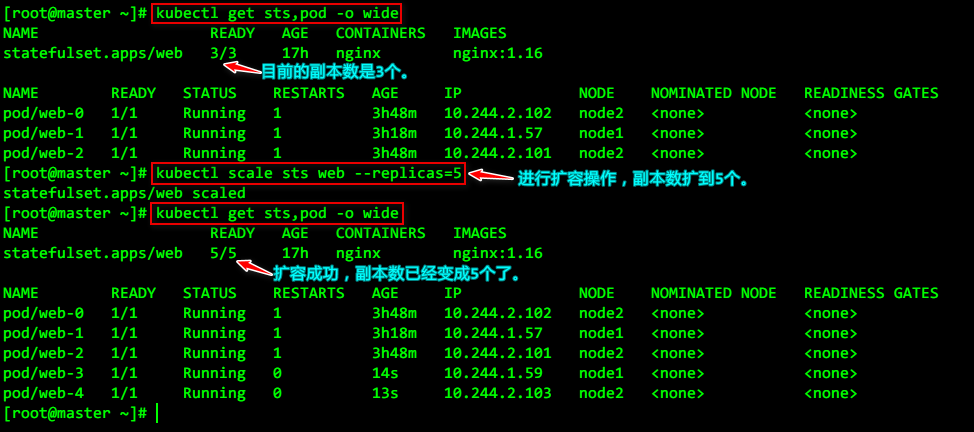 [root@master ~]# kubectl get sts,pod -o wide
NAME READY AGE CONTAINERS IMAGES
statefulset.apps/web 3/3 17h nginx nginx:1.16
目前的副本数是3个。
NAME READY STATUS RESTARTS AGE IP NODE NOMINATED NODE READINESS GATES
pod/web-0 1/1 Running 1 3h48m 10.244.2.102 node2 <none> <none>
pod/web-1 1/1 Running 1 3h18m 10.244.1.57 node1 <none> <none>
pod/web-2 1/1 Running 1 3h48m 10.244.2.101 node2 <none> <none>
[root@master ~]# kubectl scale sts web --replicas=5 进行扩容操作，副本数扩到5个。
statefulset.apps/web scaled
[root@master ~]# kubectl get sts,pod -o wide
NAME READY AGE CONTAINERS IMAGES
statefulset.apps/web 5/5 17h nginx nginx:1.16
扩容成功，副本数已经变成5个了。
NAME READY STATUS RESTARTS AGE IP NODE NOMINATED NODE READINESS GATES
pod/web-0 1/1 Running 1 3h48m 10.244.2.102 node2 <none> <none>
pod/web-1 1/1 Running 1 3h18m 10.244.1.57 node1 <none> <none>
pod/web-2 1/1 Running 1 3h48m 10.244.2.101 node2 <none> <none>
pod/web-3 1/1 Running 0 14s 10.244.1.59 node1 <none> <none>
pod/web-4 1/1 Running 0 13s 10.244.2.103 node2 <none> <none>
[root@master ~]#